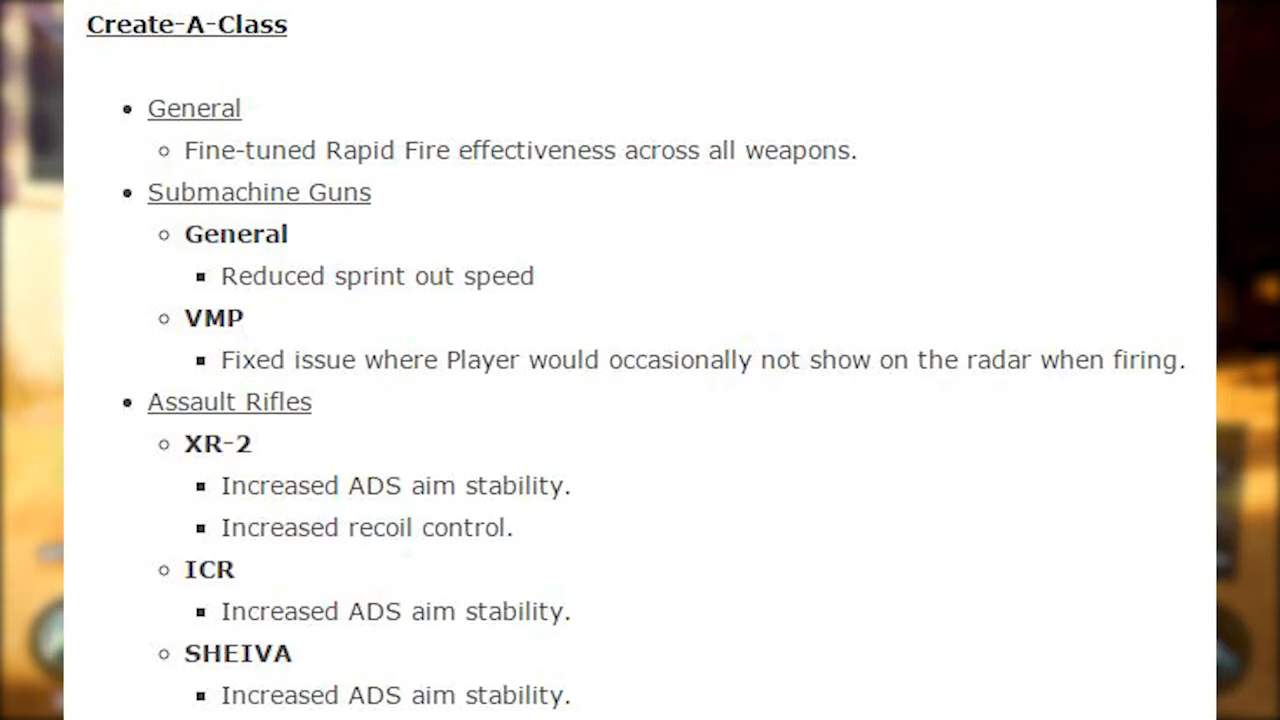 Create-A-Class
General
Fine-tuned Rapid Fire effectiveness across all weapons.
Submachine Guns
General
Reduced sprint out speed
VMP
Fixed issue where Player would occasionally not show on the radar when firing.
Assault Rifles
XR-2
Increased ADS aim stability.
Increased recoil control.
ICR
Increased ADS aim stability.
SHEIVA
Increased ADS aim stability.